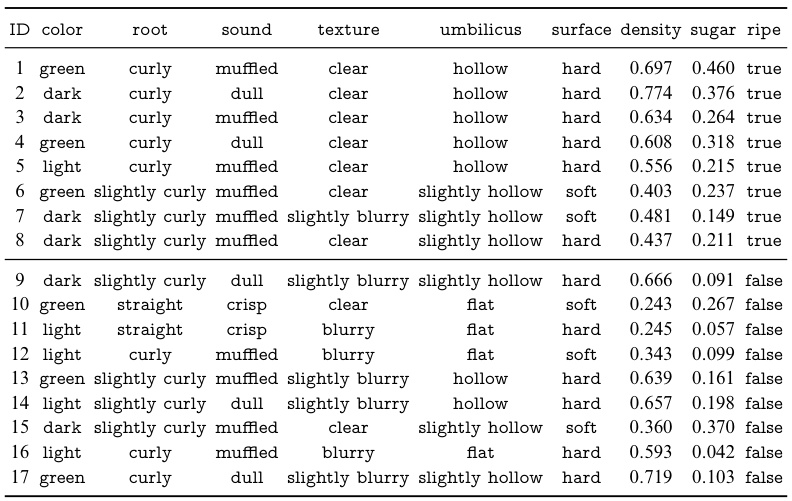 ID color root sound texture umbilicus surface density sugar ripe
1 green curly muffled clear hollow hard 0.697 0.460 true
2 dark curly dull clear hollow hard 0.774 0.376 true
3 dark curly muffled clear hollow hard 0.634 0.264 true
4 green curly dull clear hollow hard 0.608 0.318 true
5 light curly muffled clear hollow hard 0.556 0.215 true
6 green slightly curly muffled clear slightly hollow soft 0.403 0.237 true
7 dark slightly curly muffled slightly blurry slightly hollow soft 0.481 0.149 true
8 dark slightly curly muffled clear slightly hollow hard 0.437 0.211 true
9 dark slightly curly dull slightly blurry slightly hollow hard 0.666 0.091 false
10 green straight crisp clear flat soft 0.243 0.267 false
11 light straight crisp blurry flat hard 0.245 0.057 false
12 light curly muffled blurry flat soft 0.343 0.099 false
13 green slightly curly muffled slightly blurry hollow hard 0.639 0.161 false
14 light slightly curly dull slightly blurry hollow hard 0.657 0.198 false
15 dark slightly curly muffled clear slightly hollow soft 0.360 0.370 false
16 light curly muffled blurry flat hard 0.593 0.042 false
17 green curly dull slightly blurry slightly hollow hard 0.719 0.103 false